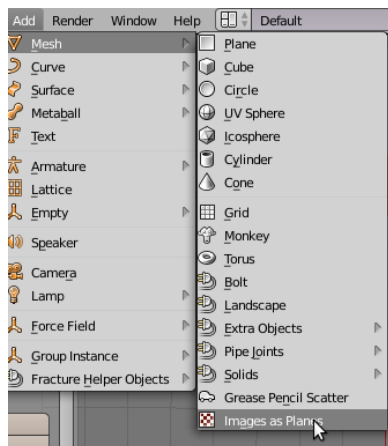 Add Render Window Help Default
Mesh
Curve
Surface
Metaball
Text
Armature
Lattice
Empty
Speaker
Camera
Lamp
Force Field
Group Instance
Fracture Helper Objects
Plane
Cube
Circle
UV Sphere
Icosphere
Cylinder
Cone
Grid
Monkey
Torus
Bolt
Landscape
Extra Objects
Pipe Joints
Solids
Grease Pencil Scatter
Images as Planes